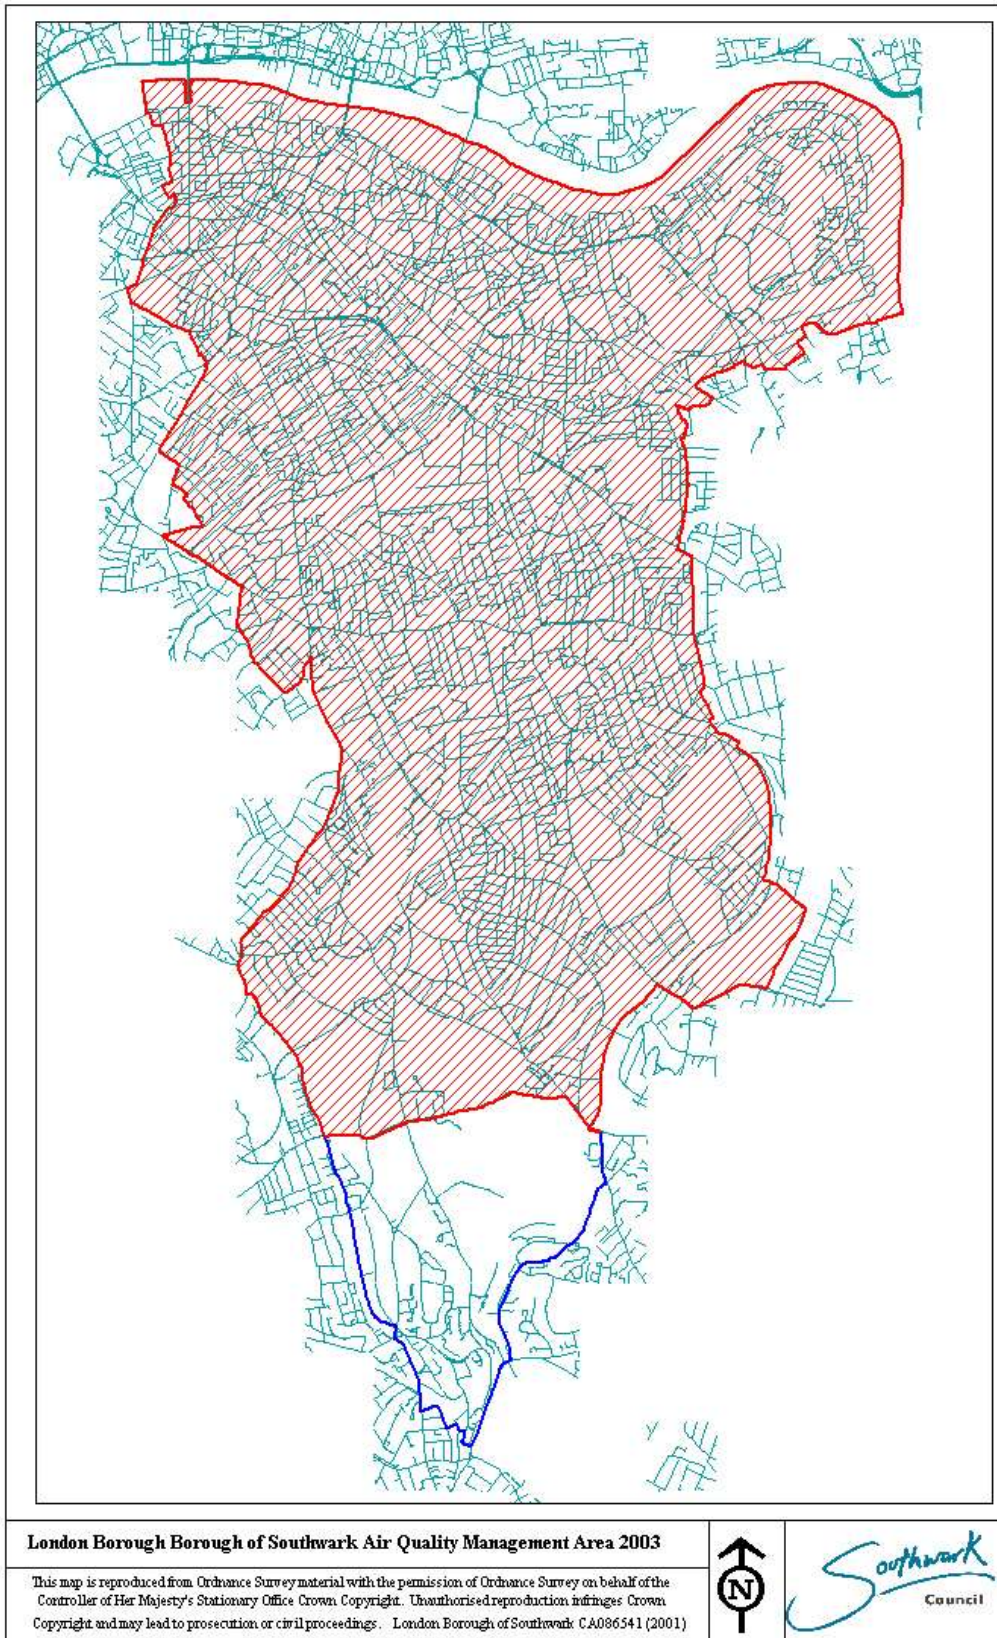 London Borough Borough of Southwark Air Quality Management Area 2003
This map is reproduced from Ordnance Survey material with the permission of Ordnance Survey on behalf of the
Controller of Her Majesty's Stationary Office Crown Copyright. Unauthorised reproduction infringes Crown
Copyright and may lead to prosecution or civil proceedings. London Borough of Southwark CA086541 (2001)
N
Southwark
Council